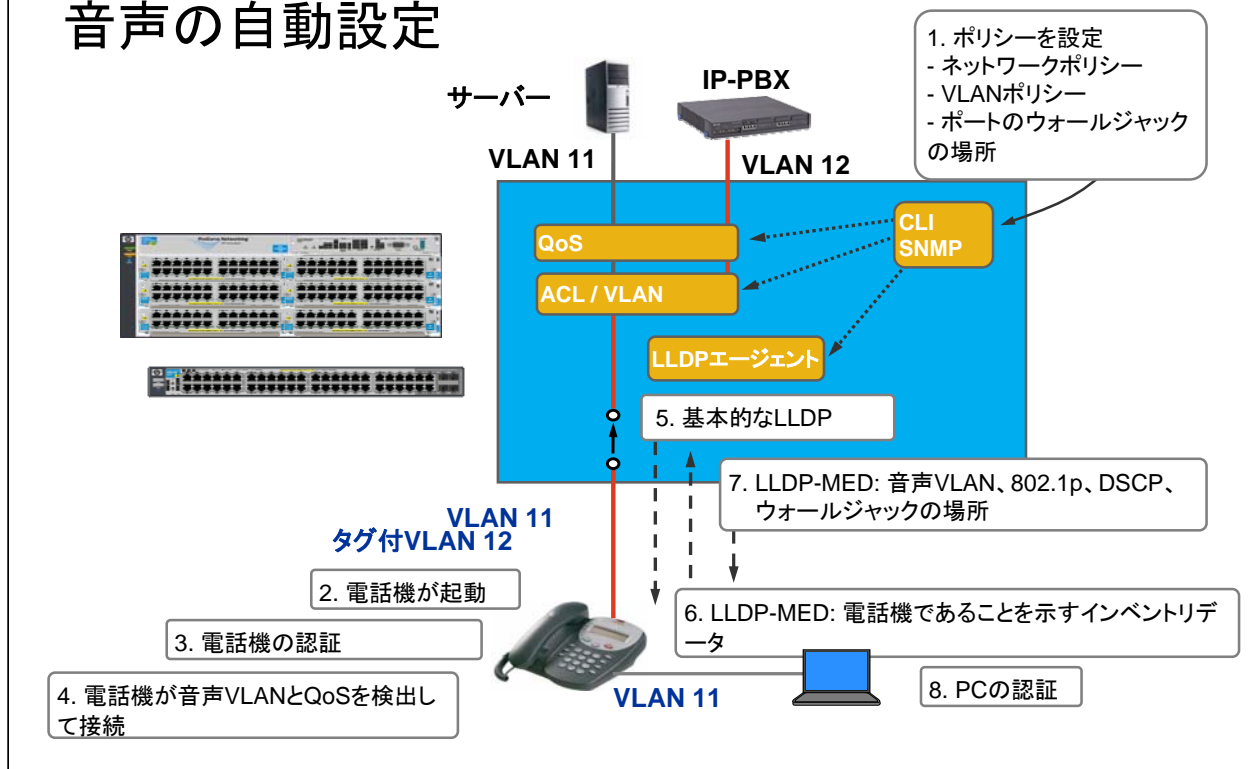 音声の自動設定
サーバー
IP-PBX
1. ポリシーを設定
- ネットワークポリシー
- VLANポリシー
- ポートのウォールジャック
の場所
VLAN 11
VLAN 12
QoS
CLI
SNMP
ACL / VLAN
LLDPエージェント
5. 基本的なLLDP
7. LLDP-MED: 音声VLAN、802.1p、DSCP、
ウォールジャックの場所
VLAN 11
タグ付VLAN 12
2. 電話機が起動
3. 電話機の認証
4. 電話機が音声VLANとQoSを検出し
て接続
6. LLDP-MED: 電話機であることを示すインベントリデ
ータ
VLAN 11
8. PCの認証